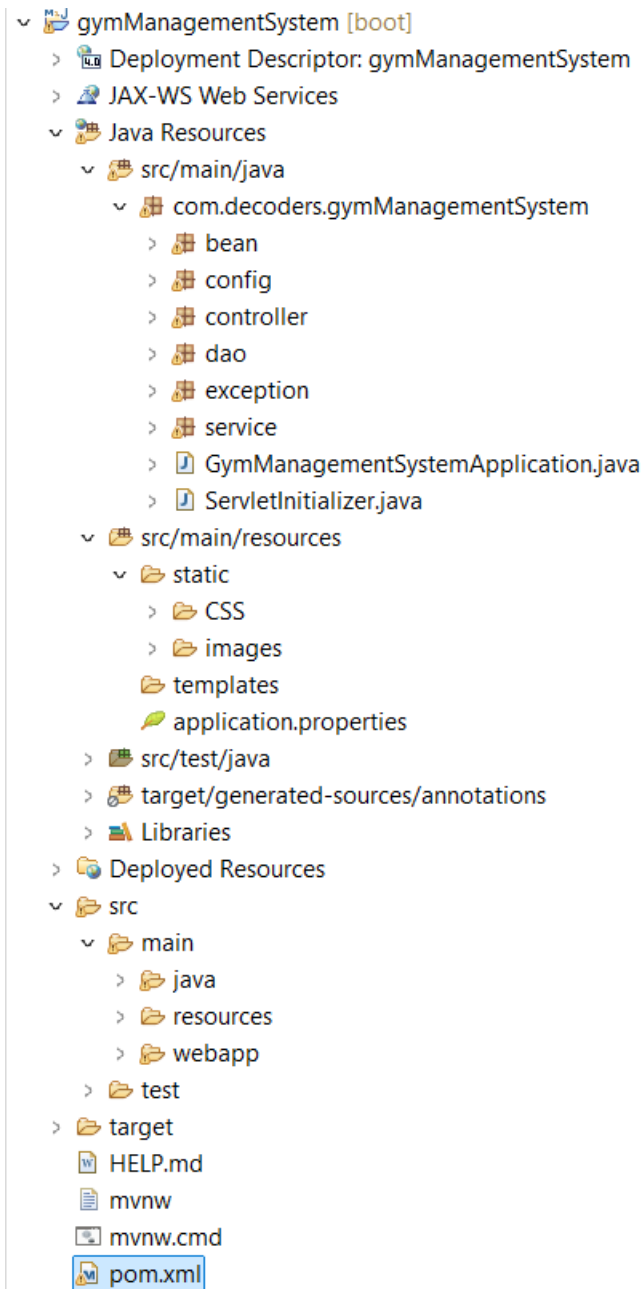 gymManagementSystem [boot]
Deployment Descriptor: gymManagementSystem
JAX-WS Web Services
Java Resources
src/main/java
com.decoders.gymManagementSystem
bean
config
controller
dao
exception
service
GymManagementSystemApplication.java
ServletInitializer.java
src/main/resources
static
CSS
images
templates
application.properties
src/test/java
target/generated-sources/annotations
Libraries
Deployed Resources
src
main
java
resources
webapp
test
target
HELP.md
mvnw
mvnw.cmd
pom.xml